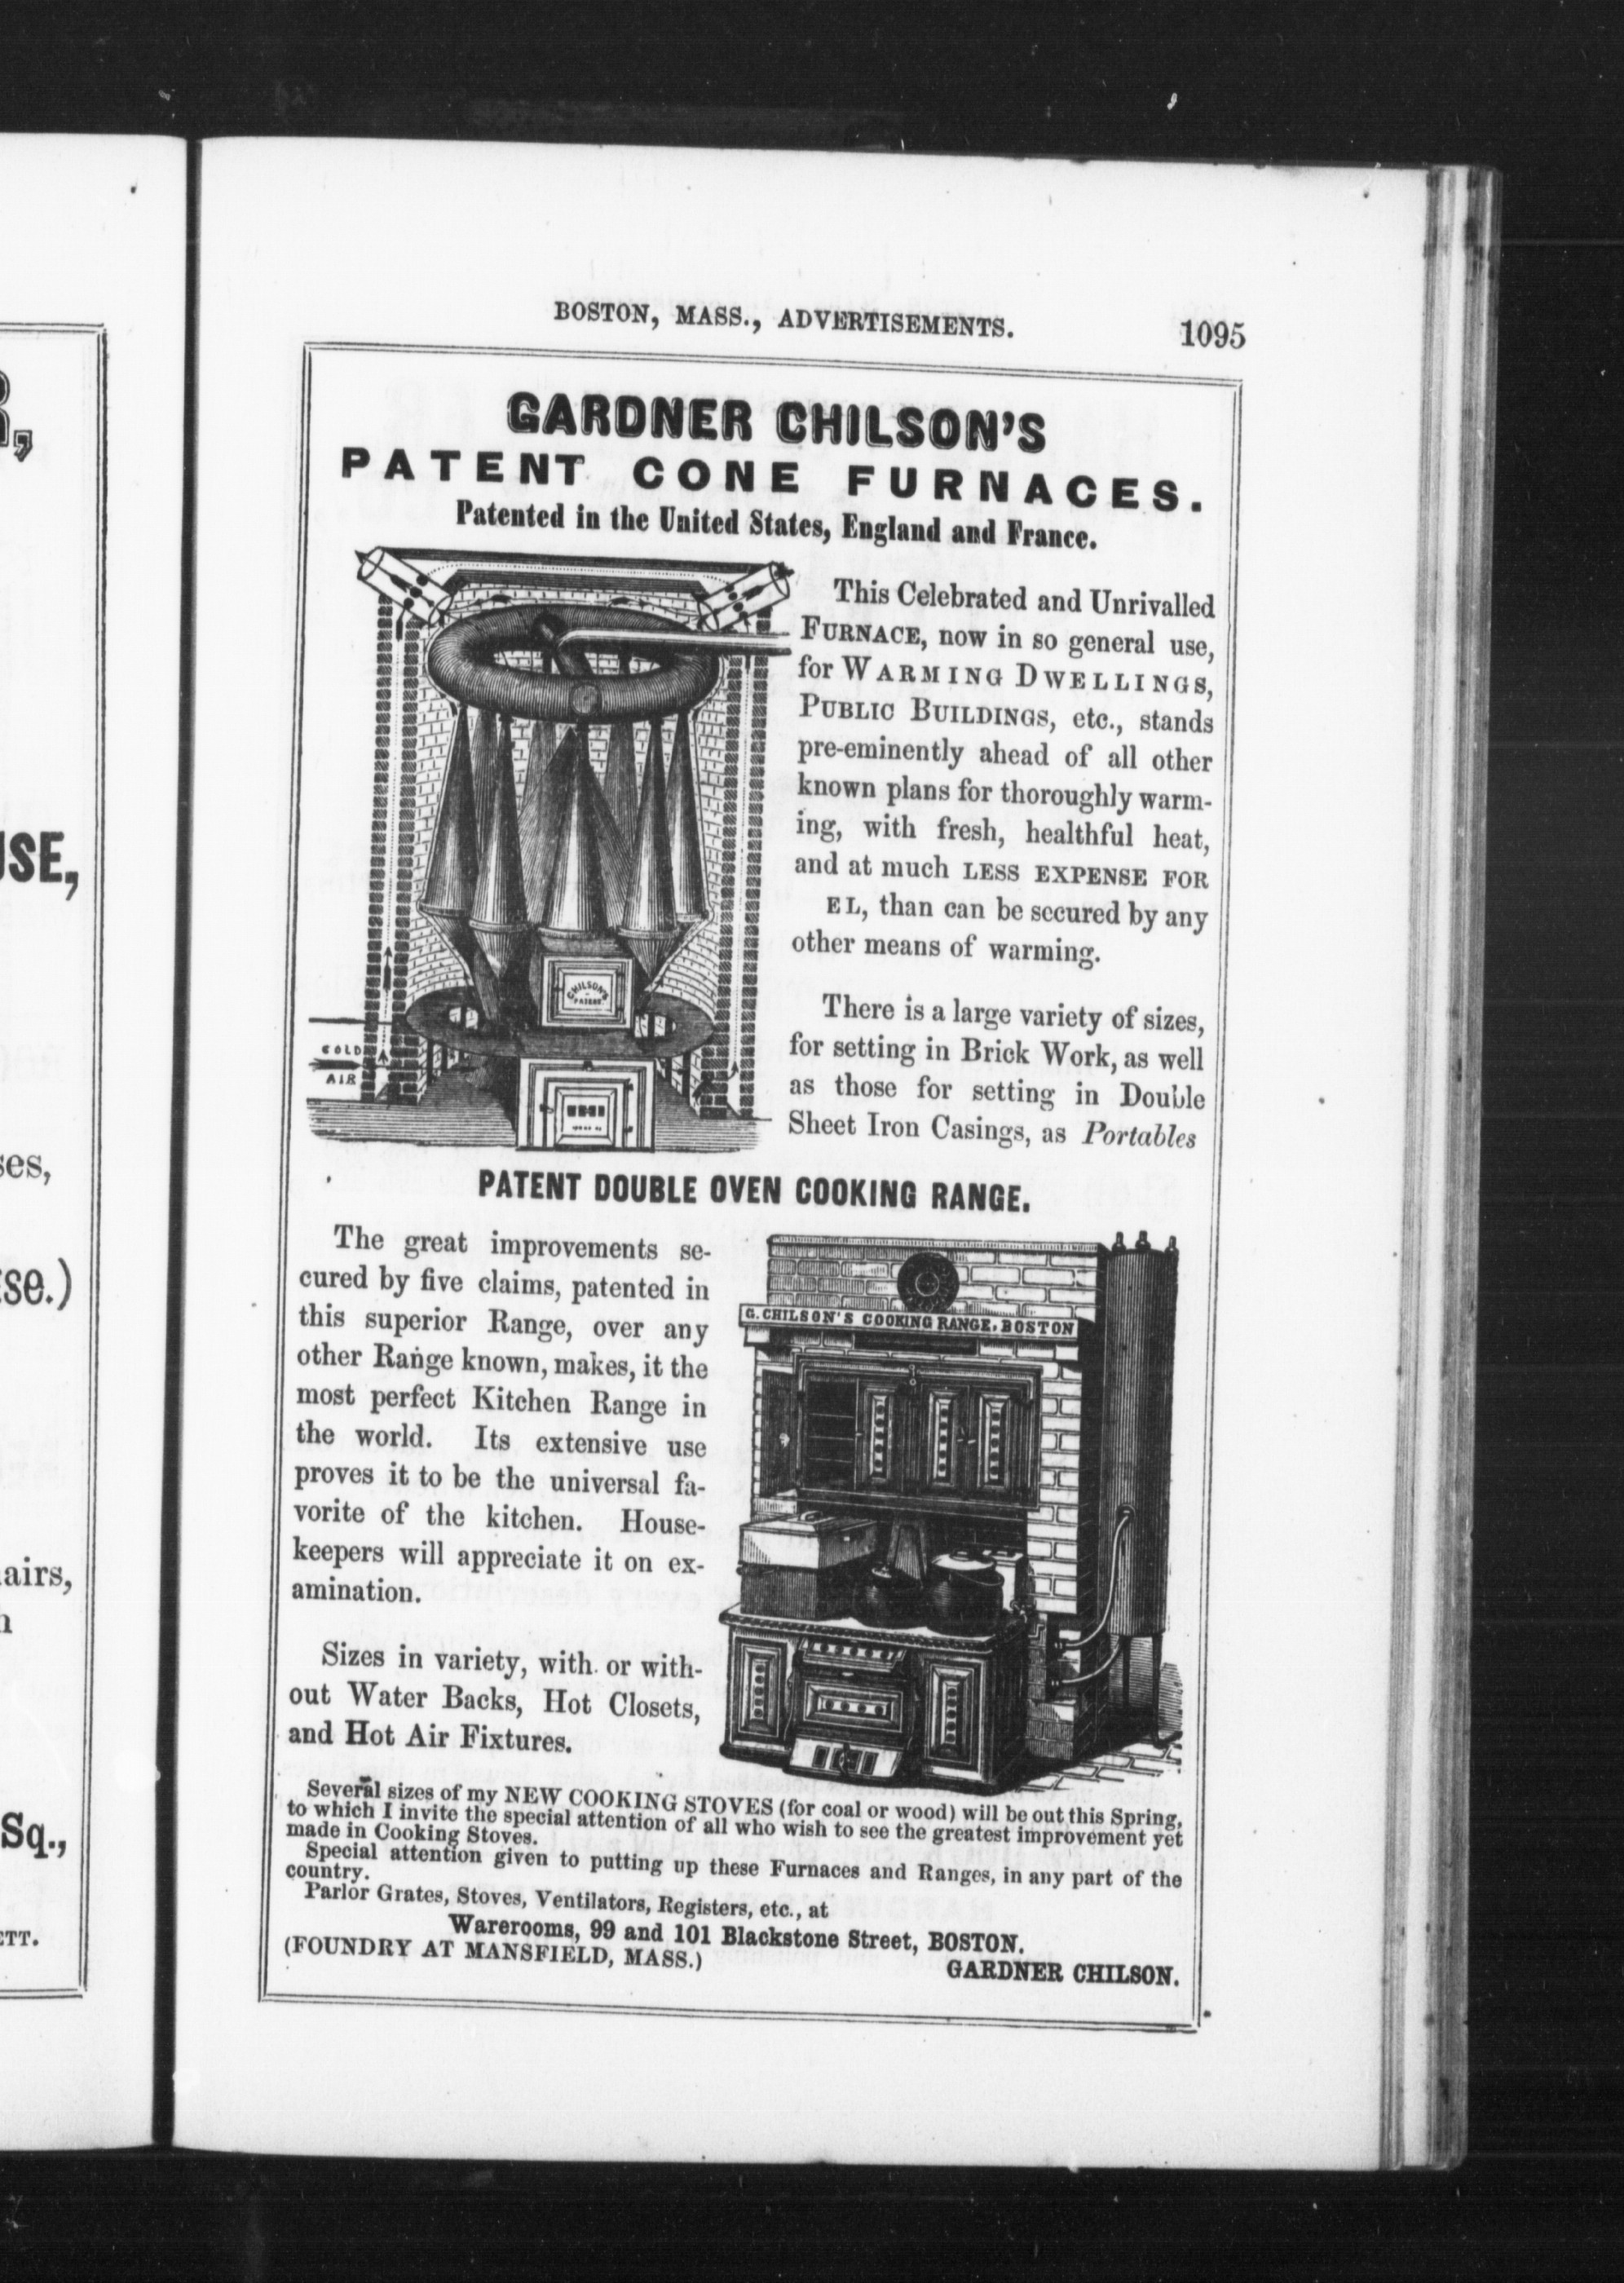 BOSTON, MASS., ADVERTISEMENTS. 1095
GARDNER CHILSON'S
PATENT CONE FURNACES.
Patented in the United States, England and France.
This Celebrated and Unrivalled
FURNACE, now in so general use,
for WARMING DWELLINGS,
PUBLIC BUILDINGS, etc., stands
pre-eminently ahead of all other
known plans for thoroughly warm-
ing, with fresh, healthful heat,
and at much LESS EXPENSE FOR
EL, than can be secured by any
other means of warming.
There is a large variety of sizes,
for setting in Brick Work, as well
as those for setting in Double
Sheet Iron Casings, as Portables
CHILSON'S
COLD
AIR
PATENT DOUBLE OVEN COOKING RANGE.
The great improvements se-
cured by five claims, patented in
this superior Range, over any
other Range known, makes, it the
most perfect Kitchen Range in
the world. Its extensive use
proves it to be the universal fa-
vorite of the kitchen. House-
keepers will appreciate it on ex-
amination.
Sizes in variety, with or with-
out Water Backs, Hot Closets,
and Hot Air Fixtures.
G. CHILSON'S COOKING RANGE, BOSTON
Several sizes of my NEW COOKING STOVES (for coal or wood) will be out this Spring,
to which I invite the special attention of all who wish to see the greatest improvement yet
made in Cooking Stoves.
Special attention given to putting up these Furnaces and Ranges, in any part of the
country.
Parlor Grates, Stoves, Ventilators, Registers, etc., at
Warerooms, 99 and 101 Blackstone Street, BOSTON.
(FOUNDRY AT MANSFIELD, MASS.)
GARDNER CHILSON.
R,
USE,
ses,
se.)
airs,
n
Sq.,
ETT.